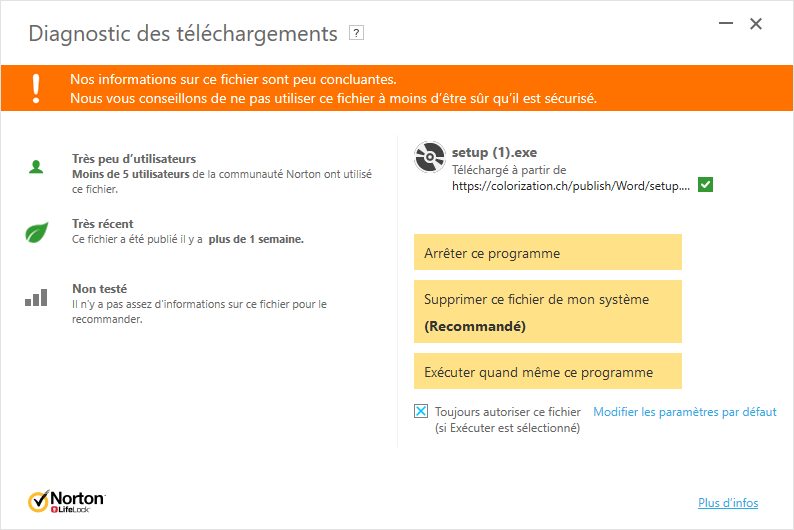 Diagnostic des téléchargements ?
Nos informations sur ce fichier sont peu concluantes.
Nous vous conseillons de ne pas utiliser ce fichier à moins d'être sûr qu'il est sécurisé.
Très peu d'utilisateurs
Moins de 5 utilisateurs de la communauté Norton ont utilisé
ce fichier.
Très récent
Ce fichier a été publié il y a plus de 1 semaine.
Non testé
Il n'y a pas assez d'informations sur ce fichier pour le
recommander.
setup (1).exe
Téléchargé à partir de
https://colorization.ch/publish/Word/setup....
Arrêter ce programme
Supprimer ce fichier de mon système
(Recommandé)
Exécuter quand même ce programme
Toujours autoriser ce fichier Modifier les paramètres par défaut
(si Exécuter est sélectionné)
Norton
LifeLock
Plus d'infos